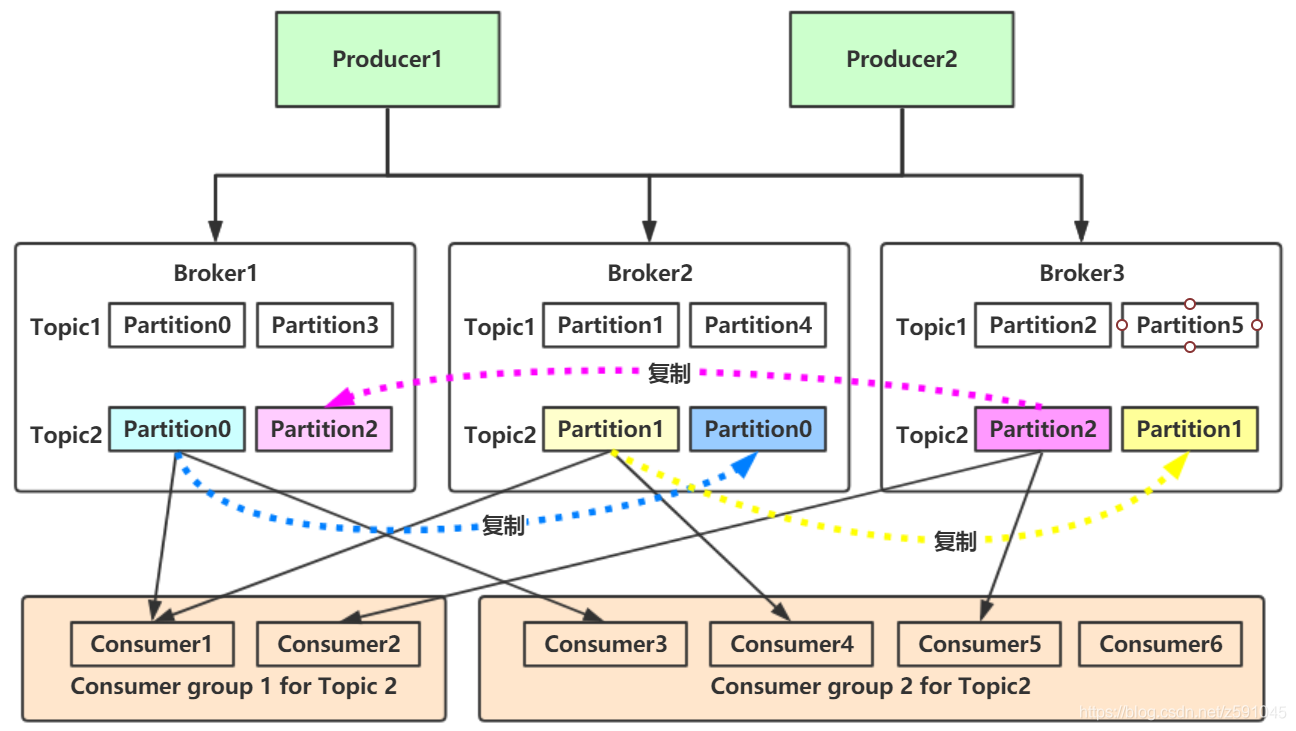 Producer1
Producer2
Broker1
Broker2
Broker3
Topic1
Partition0
Partition3
Topic1
Partition1
Partition4
Topic1
Partition2
Partition5
复制
Topic2
Partition0
Partition2
Topic2
Partition1
Partition0
Topic2
Partition2
Partition1
复制
复制
Consumer1
Consumer2
Consumer3
Consumer4
Consumer5
Consumer6
Consumer group 1 for Topic 2
Consumer group 2 for Topic2
https://blog.csdn.net/z591045